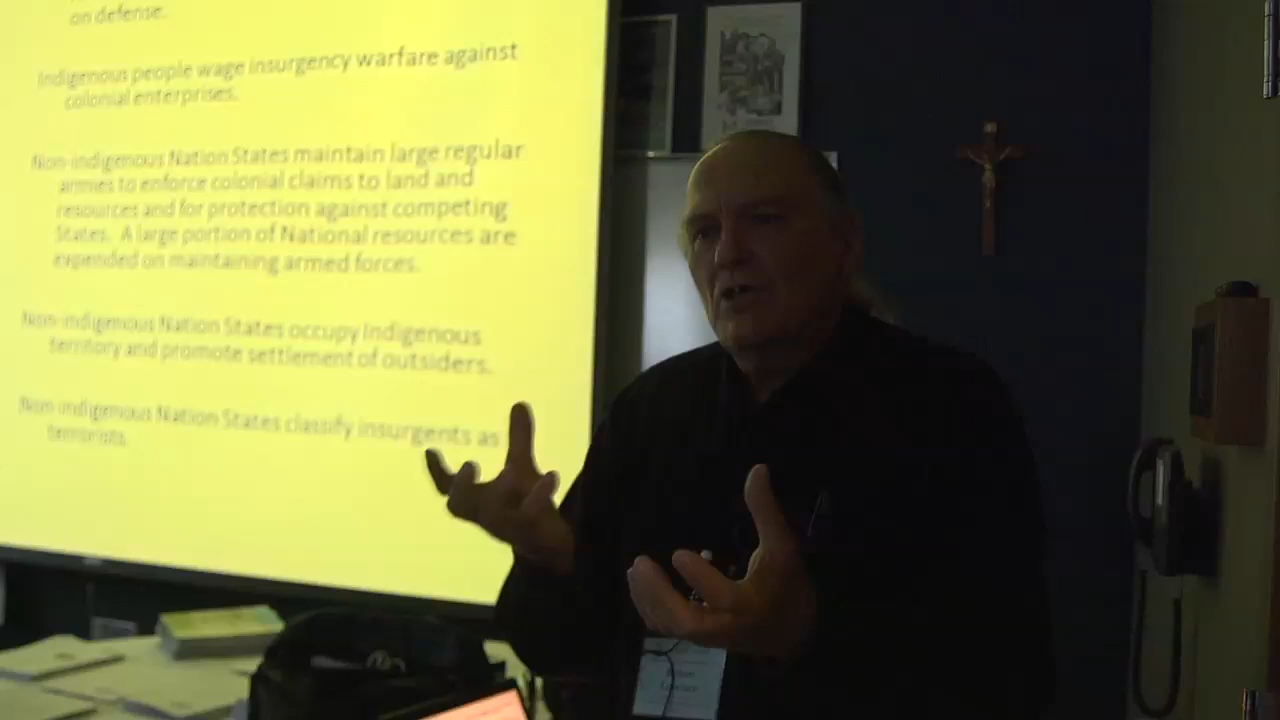 on defense.
Indigenous people wage insurgency warfare against
colonial enterprises.
Non-indigenous Nation States maintain large regular
armies to enforce colonial claims to land and
resources and for protection against competing
States. A large portion of National resources are
expended on maintaining armed forces.
Non-indigenous Nation States occupy Indigenous
territory and promote settlement of outsiders.
Non-indigenous Nation States classify insurgents as
terrorists.